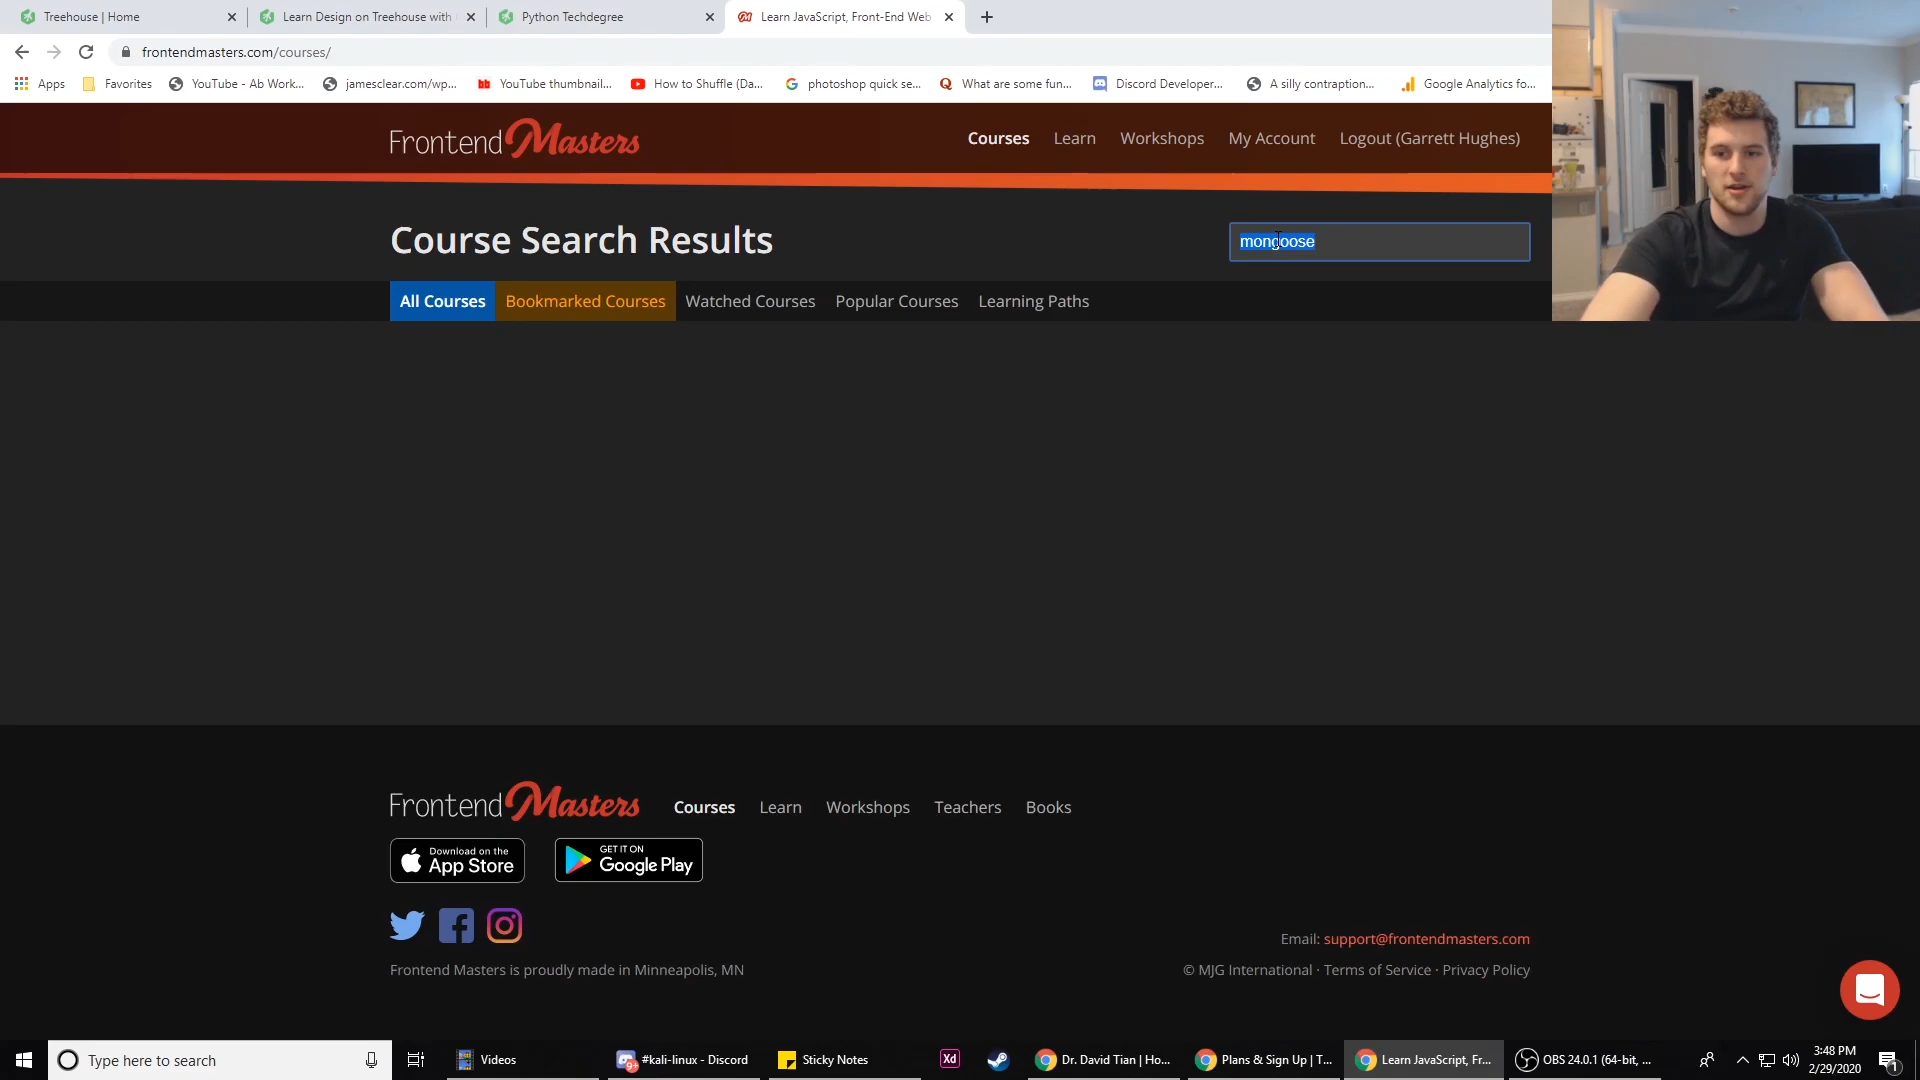 Treehouse | Home
Learn Design on Treehouse with
Python Techdegree
Learn JavaScript, Front-End Web
frontendmasters.com/courses/
Apps
Favorites
YouTube - Ab Work...
jamesclear.com/wp...
YouTube thumbnail...
How to Shuffle (Da...
photoshop quick se...
What are some fun...
Discord Developer...
A silly contraption...
Google Analytics fo...
Frontend Masters
Courses
Learn
Workshops
My Account
Logout (Garrett Hughes)
Course Search Results
mongoose
All Courses
Bookmarked Courses
Watched Courses
Popular Courses
Learning Paths
Frontend Masters
Courses
Learn
Workshops
Teachers
Books
Download on the
App Store
GET IT ON
Google Play
Email: support@frontendmasters.com
Frontend Masters is proudly made in Minneapolis, MN
© MJG International · Terms of Service · Privacy Policy
Type here to search
Videos
9+
#kali-linux - Discord
Sticky Notes
Xd
Dr. David Tian | Ho...
Plans & Sign Up | T...
Learn JavaScript, Fr...
OBS 24.0.1 (64-bit, ...
3:48 PM
2/29/2020
1